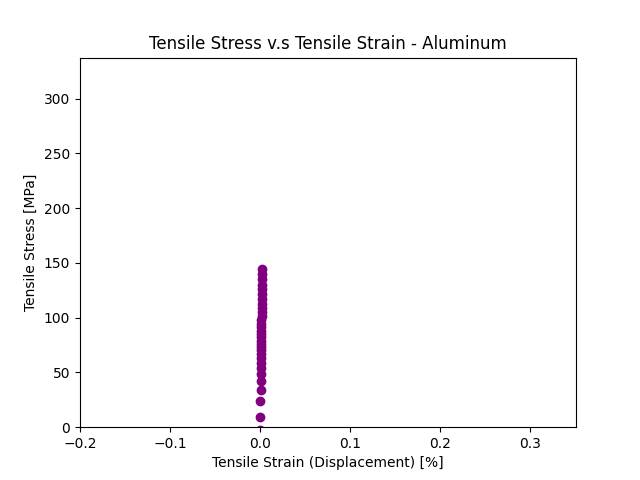 Tensile Stress v.s Tensile Strain - Aluminum
Tensile Stress [MPa]
300
250
200
150
100
50
0
−0.2 −0.1 0.0 0.1 0.2 0.3
Tensile Strain (Displacement) [%]